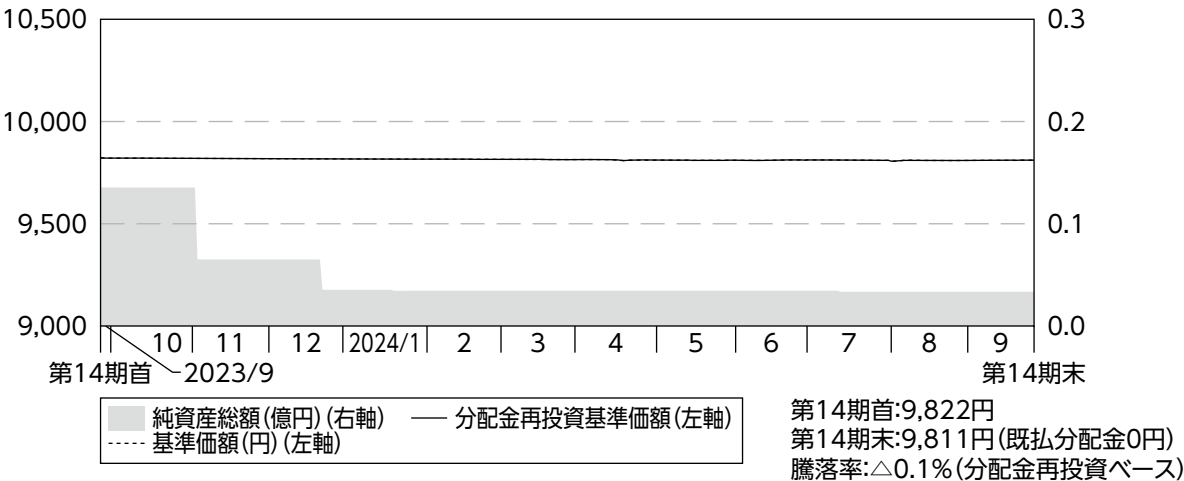 10,500
10,000
9,500
9,000
0.3
0.2
0.1
0.0
10 11 12 2024/1 2 3 4 5 6 7 8 9
第14期首 2023/9 第14期末
純資産総額(億円)(右軸) 分配金再投資基準価額(左軸)
基準価額(円)(左軸)
第14期首:9,822円
第14期末:9,811円(既払分配金0円)
騰落率:△0.1%(分配金再投資ベース)